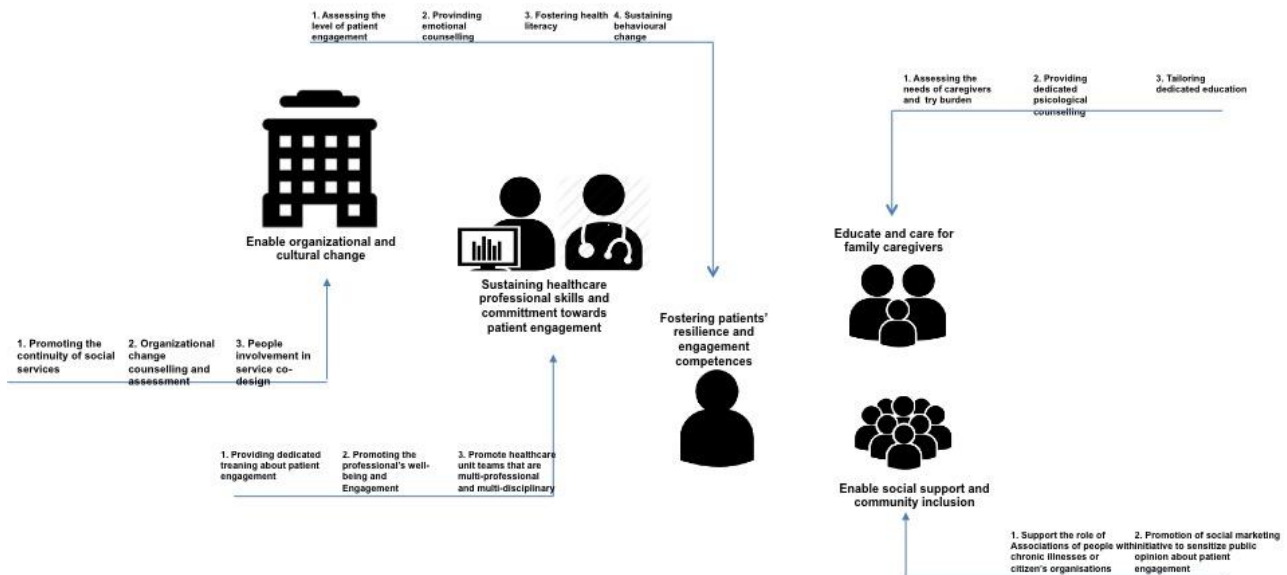 1. Assessing the
level of patient
engagement
2. Provinding
emotional
counselling
3. Fostering health
literacy
4. Sustaining
behavioural
change
1. Assessing the
needs of caregivers
and try burden
2. Providing
dedicated
psicological
counselling
3. Tailoring
dedicated education
Enable organizational and
cultural change
Educate and care for
family caregivers
Sustaining healthcare
professional skills and
committment towards
patient engagement
Fostering patients'
resilience and
engagement
competences
1. Promoting the
continuity of social
services
2. Organizational
change
counselling and
assessment
3. People
involvement in
service co-
design
1. Providing dedicated
treaning about patient
engagement
2. Promoting the
professional's well-
being and
Engagement
3. Promote healthcare
unit teams that are
multi-professional
and multi-disciplinary
Enable social support and
community inclusion
1. Support the role of
Associations of people with
chronic illnesses or
citizen's organisations
2. Promotion of social marketing
initiative to sensitize public
opinion about patient
engagement